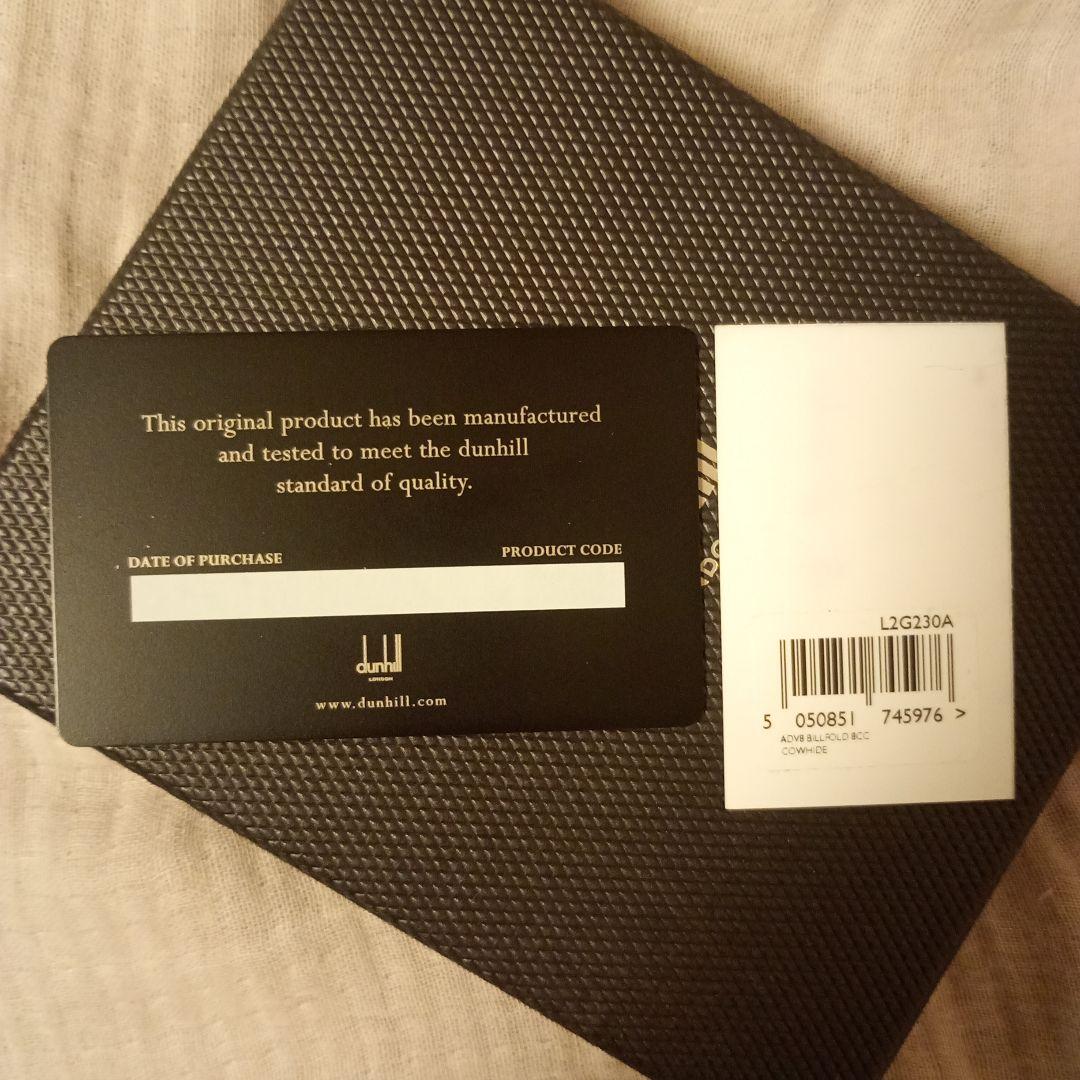 This original product has been manufactured
and tested to meet the dunhill
standard of quality.
DATE OF PURCHASE PRODUCT CODE
dunhill
LONDON
www.dunhill.com
L2G230A
5 050851 745976 >
ADV8 BILLFOLD 8CC
COWHIDE